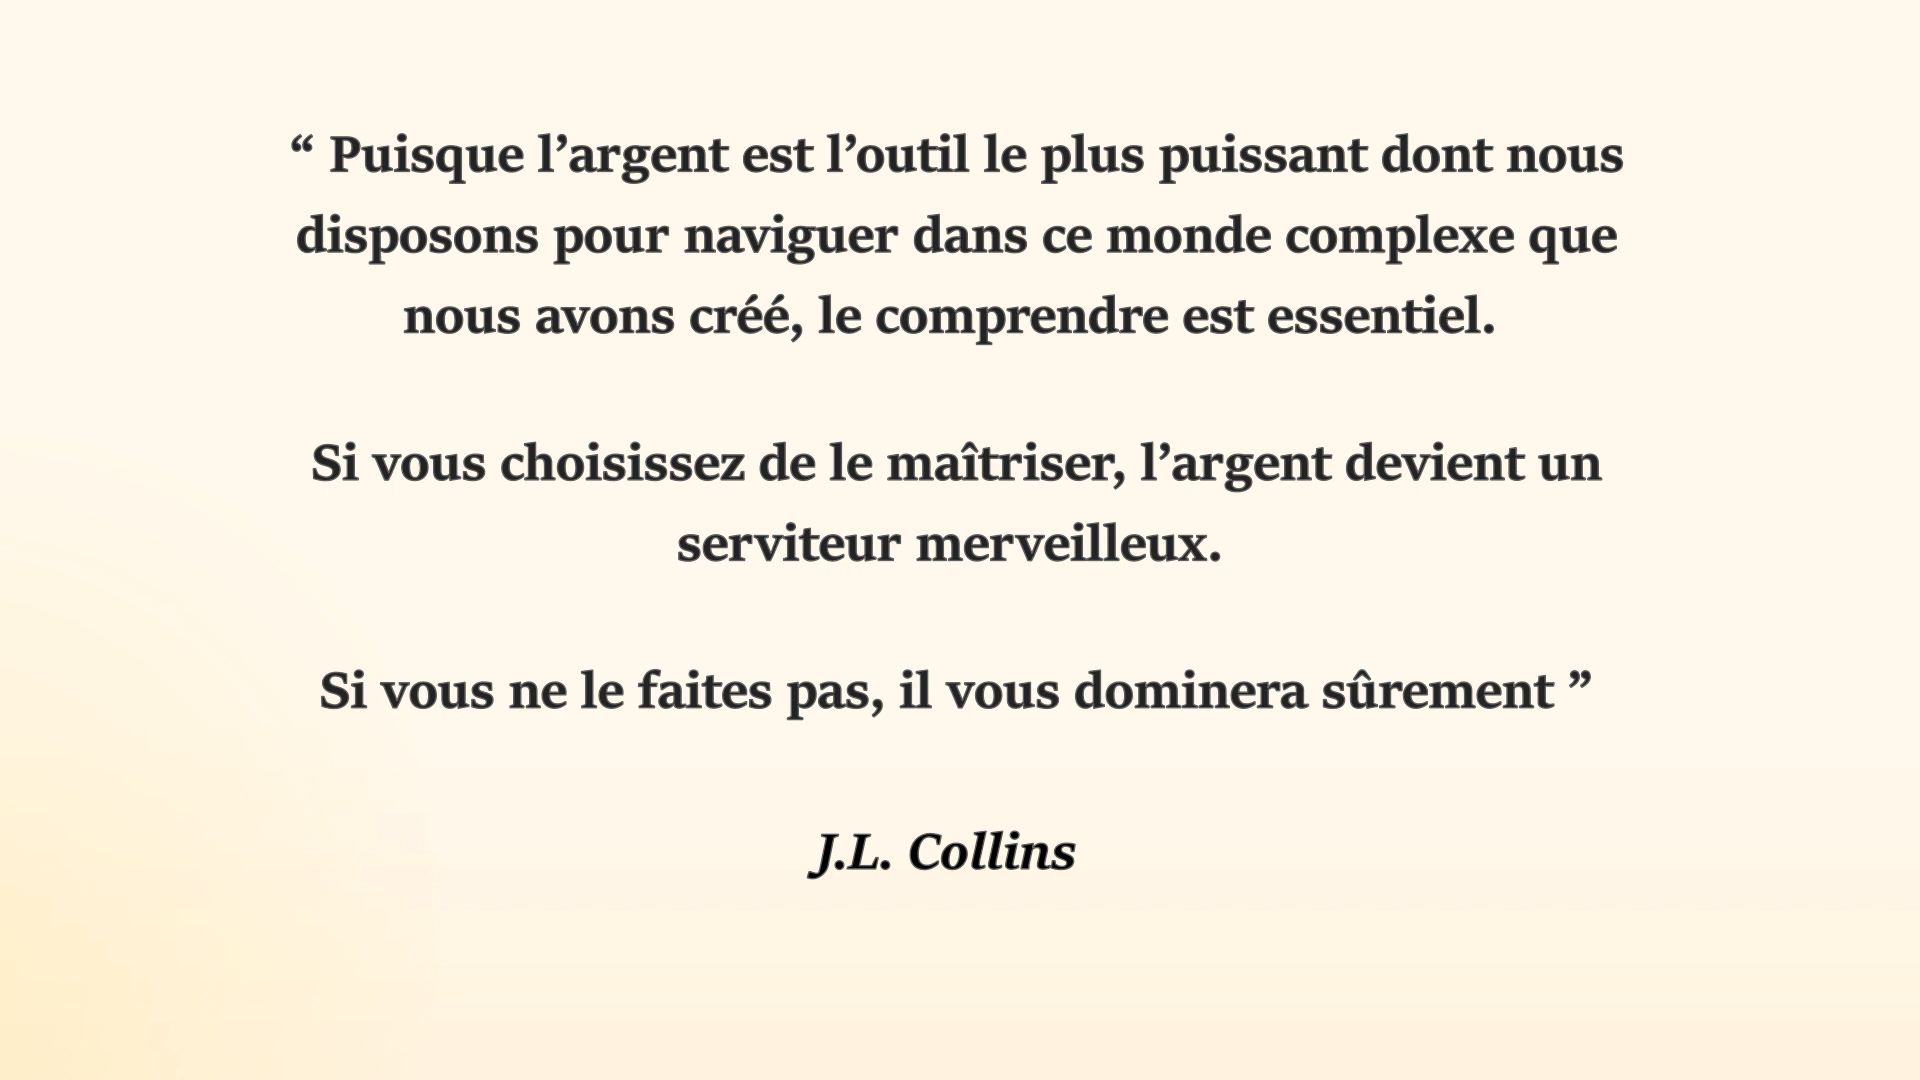 “ Puisque l’argent est l’outil le plus puissant dont nous
disposons pour naviguer dans ce monde complexe que
nous avons créé, le comprendre est essentiel.
Si vous choisissez de le maîtriser, l’argent devient un
serviteur merveilleux.
Si vous ne le faites pas, il vous dominera sûrement ”
J.L. Collins